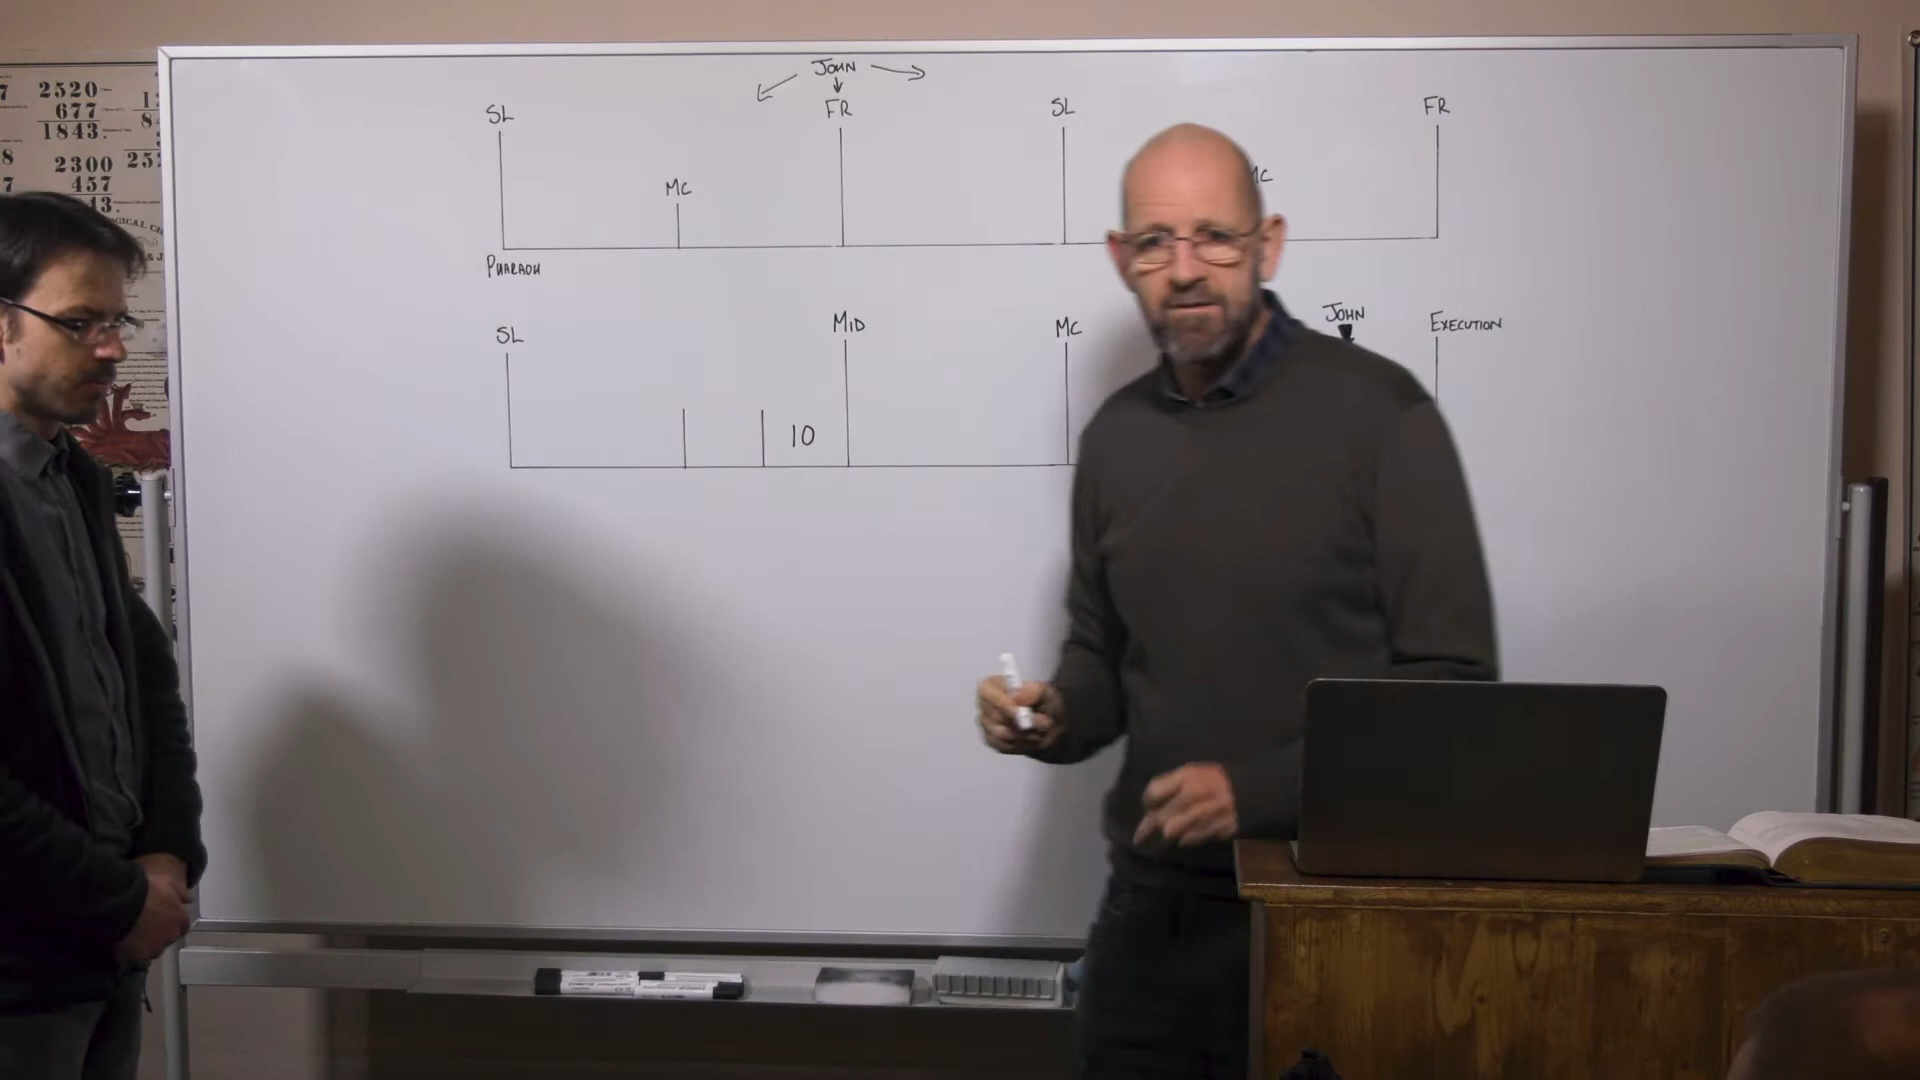 JOHN
SL
FR
SL
FR
MC
MC
PHARAOH
SL
MID
MC
JOHN
EXECUTION
10
2520
677
1843.
2300
457